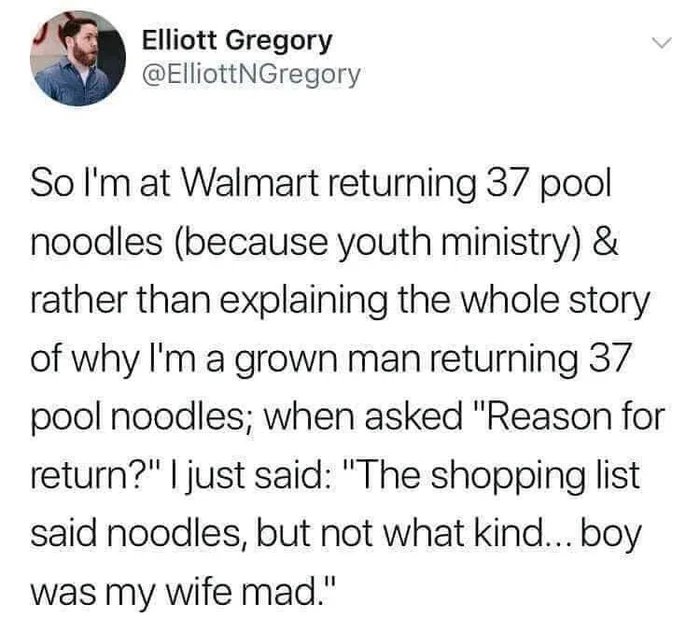 Elliott Gregory
@ElliottNGregory
So I'm at Walmart returning 37 pool
noodles (because youth ministry) &
rather than explaining the whole story
of why I'm a grown man returning 37
pool noodles; when asked "Reason for
return?" I just said: "The shopping list
said noodles, but not what kind... boy
was my wife mad."